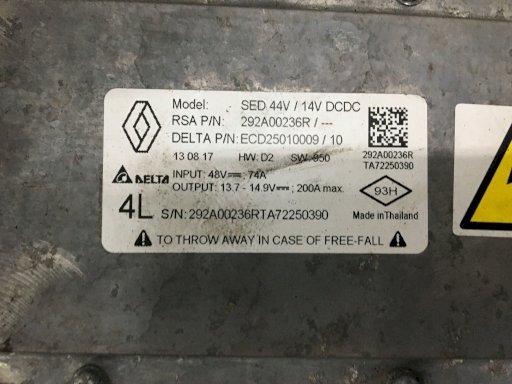 Model: SED 44V / 14V DCDC
RSA P/N: 292A00236R / ---
DELTA P/N: ECD25010009 / 10
13 08 17 HW: D2 SW: 950
292A00236R
TA72250390
DELTA
INPUT: 48V⎓, 74A
OUTPUT: 13.7 - 14.9V⎓; 200A max.
93H
4L S/N: 292A00236RTA72250390
Made in Thailand
TO THROW AWAY IN CASE OF FREE-FALL